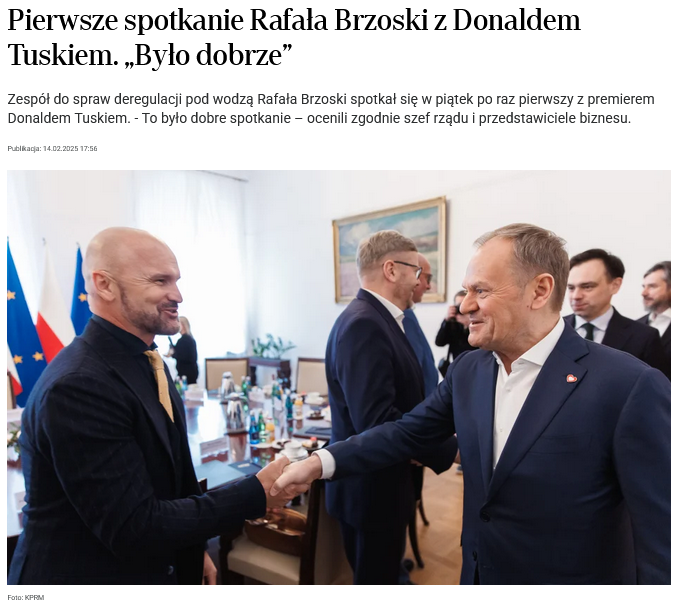 Pierwsze spotkanie Rafała Brzoski z Donaldem
Tuskiem. „Było dobrze”
Zespół do spraw deregulacji pod wodzą Rafała Brzoski spotkał się w piątek po raz pierwszy z premierem
Donaldem Tuskiem. - To było dobre spotkanie – ocenili zgodnie szef rządu i przedstawiciele biznesu.
Publikacja: 14.02.2025 17:56
Foto: KPRM